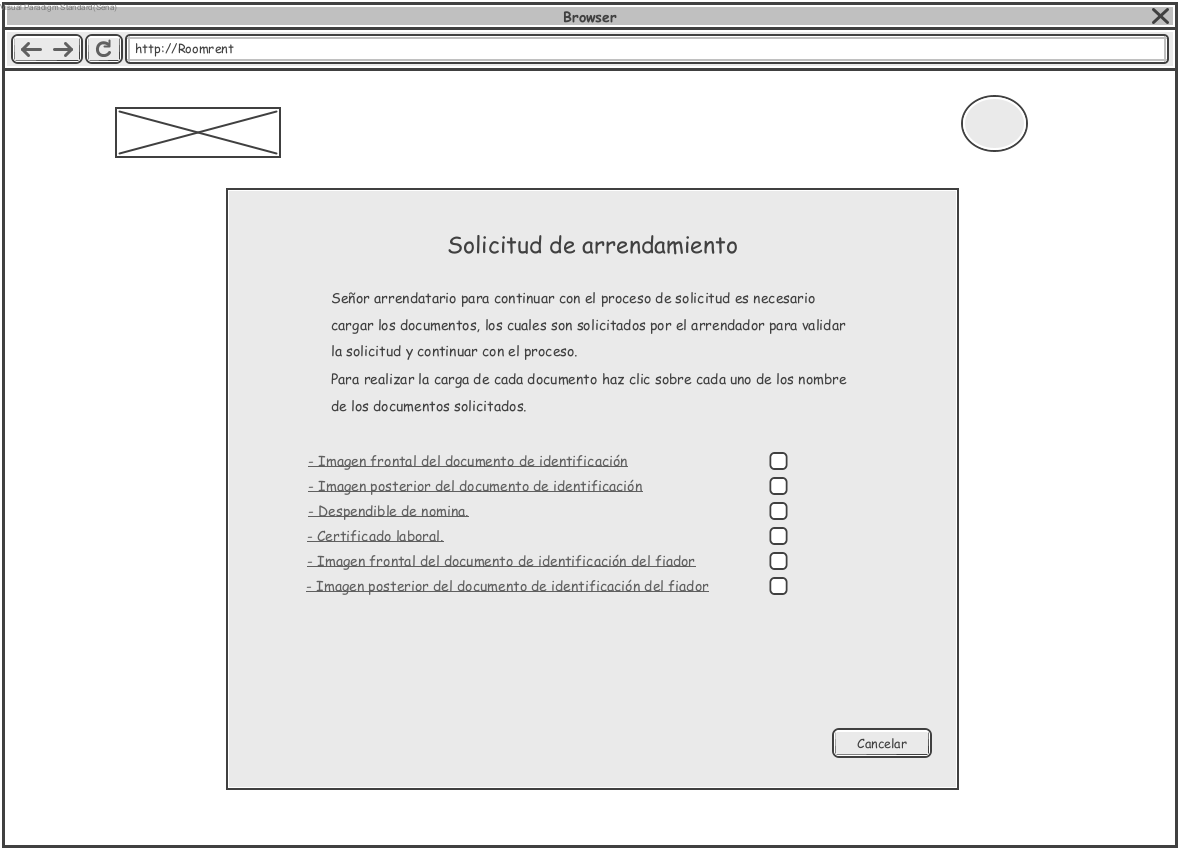 Visual Paradigm Standard(Seria)
Browser
http://Roomrent
Solicitud de arrendamiento
Señor arrendatario para continuar con el proceso de solicitud es necesario
cargar los documentos, los cuales son solicitados por el arrendador para validar
la solicitud y continuar con el proceso.
Para realizar la carga de cada documento haz clic sobre cada uno de los nombre
de los documentos solicitados.
- Imagen frontal del documento de identificación
- Imagen posterior del documento de identificación
- Despendible de nomina.
- Certificado laboral.
- Imagen frontal del documento de identificación del fiador
- Imagen posterior del documento de identificación del fiador
Cancelar